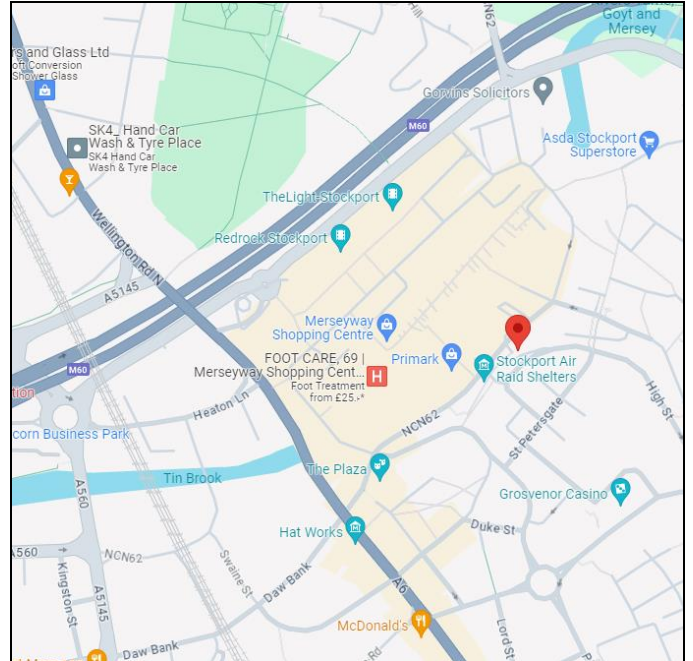 Goyt and
Mersey
rs and Glass Ltd
oft Conversion
Shower Glass
Gorvins Solicitors
M60
SK4_ Hand Car
Wash & Tyre Place
SK4 Hand Car
Wash & Tyre Place
Asda Stockport
Superstore
TheLight Stockport
Wellington Rd N
Redrock Stockport
A5145
Merseyway
Shopping Centre
FOOT CARE, 69 |
Merseyway Shopping Cent...
Foot Treatment
from £25.-*
H
Primark
Stockport Air
Raid Shelters
M60
tion
Heaton Ln
High St
corn Business Park
NCN62
St Petersgate
The Plaza
Tin Brook
Grosvenor Casino
A560
Hat Works
Duke St
A560
NCN62
Swaine St
Daw Bank
Kingston St
A5145
A6
McDonald's
Lord St
Daw Bank
Rd